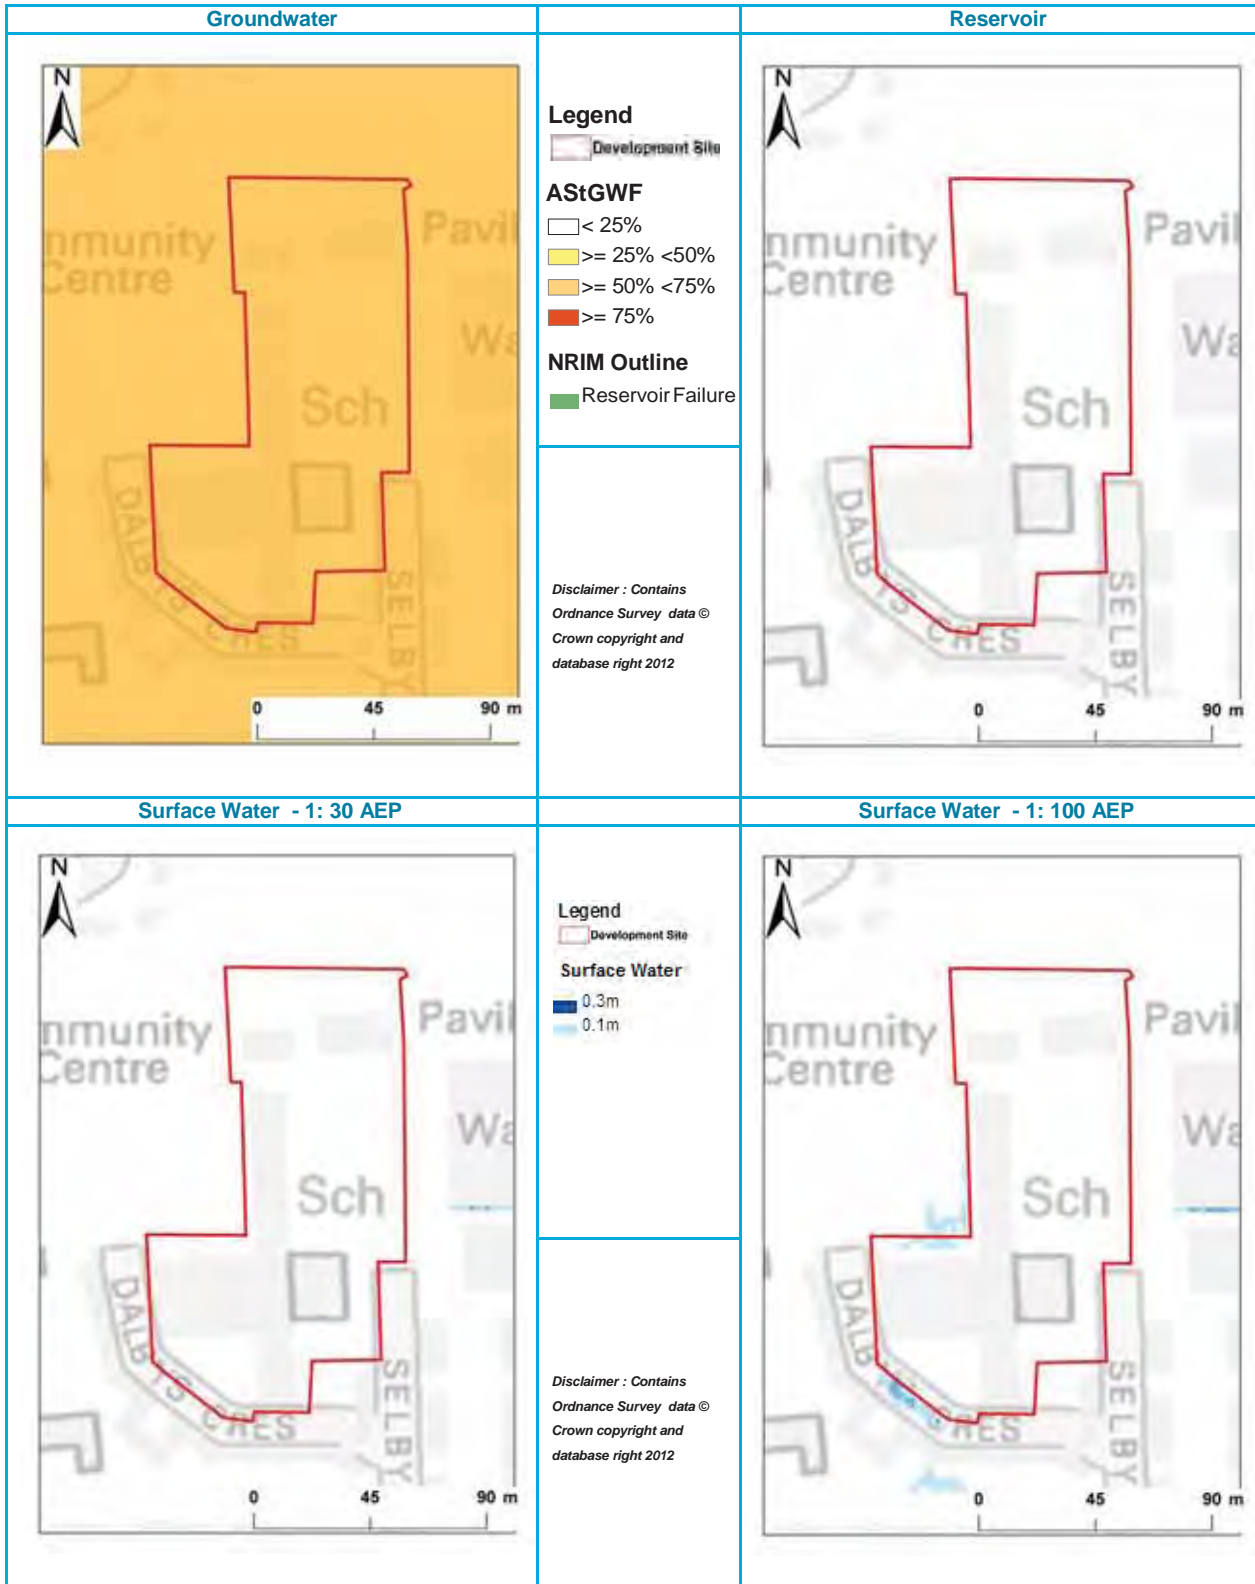 Groundwater
Reservoir
N
nmunity
Centre
Pavil
Wa
Sch
SELBY
CRES
0 45 90 m
Legend
Development Site
AStGWF
< 25%
>= 25% <50%
>= 50% <75%
>= 75%
NRIM Outline
Reservoir Failure
Disclaimer : Contains
Ordnance Survey data ©
Crown copyright and
database right 2012
N
nmunity
Centre
Pavil
Wa
Sch
SELBY
CRES
0 45 90 m
Surface Water - 1: 30 AEP
Surface Water - 1: 100 AEP
N
nmunity
Centre
Pavil
Wa
Sch
SELBY
CRES
0 45 90 m
Legend
Development Site
Surface Water
0.3m
0.1m
Disclaimer : Contains
Ordnance Survey data ©
Crown copyright and
database right 2012
N
nmunity
Centre
Pavil
Wa
Sch
SELBY
0 45 90 m